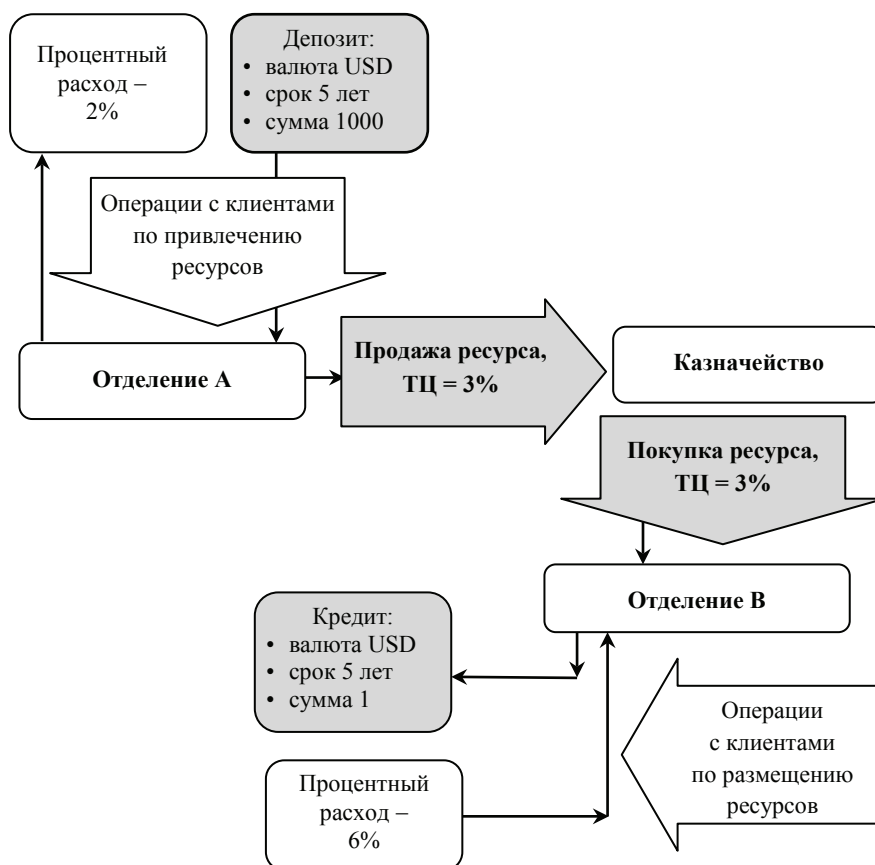 Процентный
расход –
2%
Депозит:
• валюта USD
• срок 5 лет
• сумма 1000
Операции с клиентами
по привлечению
ресурсов
Отделение А
Продажа ресурса,
ТЦ = 3%
Казначейство
Покупка ресурса,
ТЦ = 3%
Отделение В
Кредит:
• валюта USD
• срок 5 лет
• сумма 1
Операции
с клиентами
по размещению
ресурсов
Процентный
расход –
6%